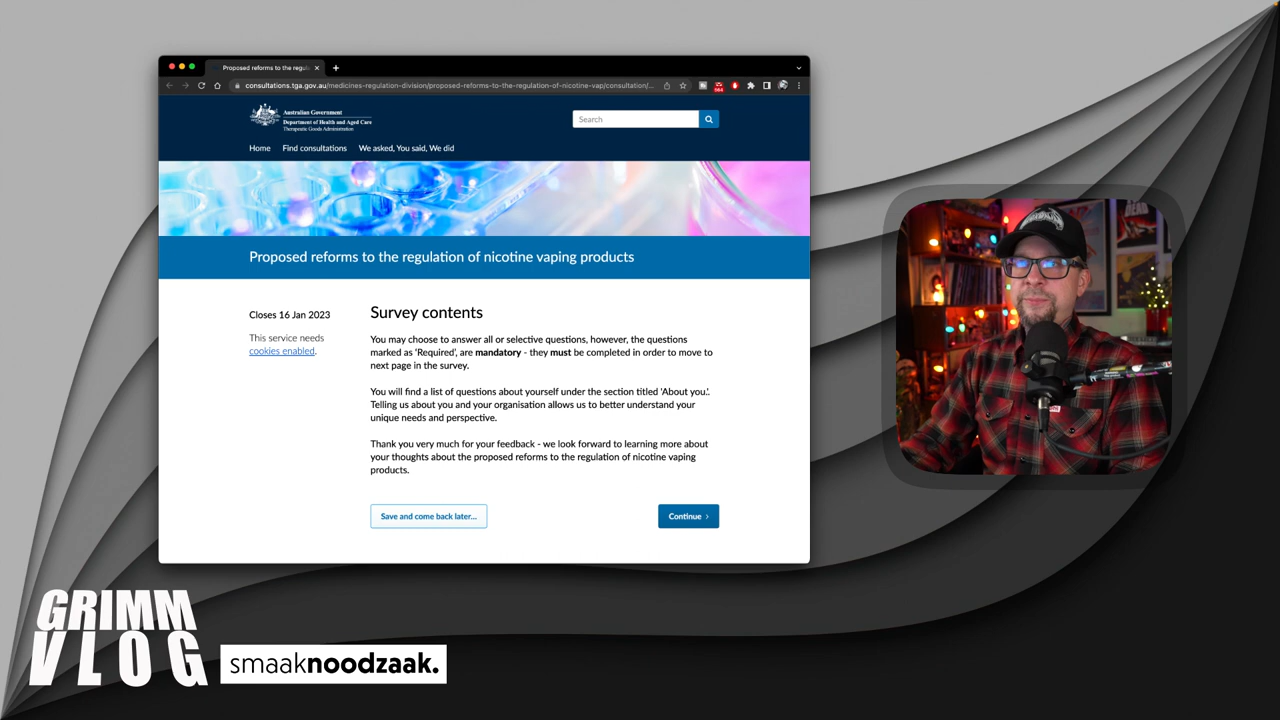 Proposed reforms to the regula
consultations.tga.gov.au/medicines-regulation-division/proposed-reforms-to-the-regulation-of-nicotine-vap/consultation/...
584
Australian Government
Department of Health and Aged Care
Therapeutic Goods Administration
Search
Home
Find consultations
We asked, You said, We did
Proposed reforms to the regulation of nicotine vaping products
Closes 16 Jan 2023
This service needs
cookies enabled.
Survey contents
You may choose to answer all or selective questions, however, the questions
marked as 'Required', are mandatory - they must be completed in order to move to
next page in the survey.
You will find a list of questions about yourself under the section titled 'About you.'.
Telling us about you and your organisation allows us to better understand your
unique needs and perspective.
Thank you very much for your feedback - we look forward to learning more about
your thoughts about the proposed reforms to the regulation of nicotine vaping
products.
Save and come back later...
Continue
GRIMM
VLOG
smaaknoodzaak.